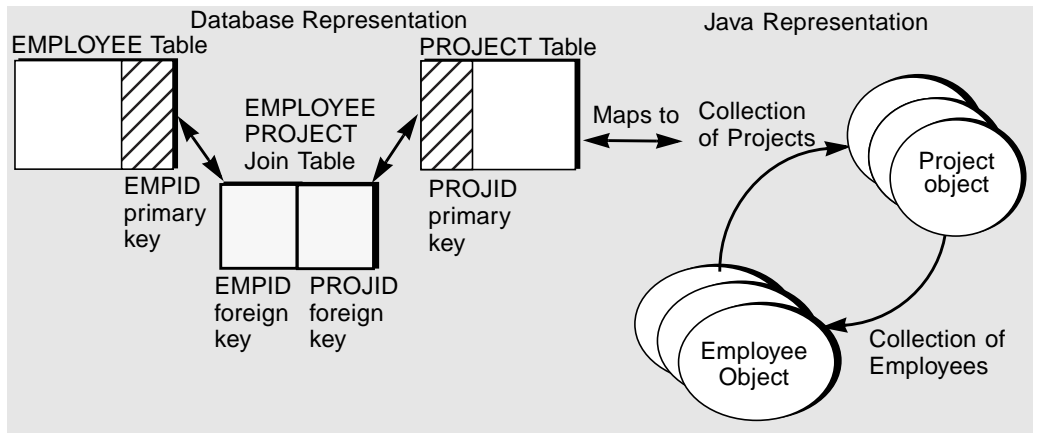 Database Representation
Java Representation
EMPLOYEE Table
PROJECT Table
EMPLOYEE
PROJECT
Join Table
Maps to
Collection
of Projects
Project
object
EMPID
primary
key
PROJID
primary
key
EMPID
foreign
key
PROJID
foreign
key
Employee
Object
Collection of
Employees